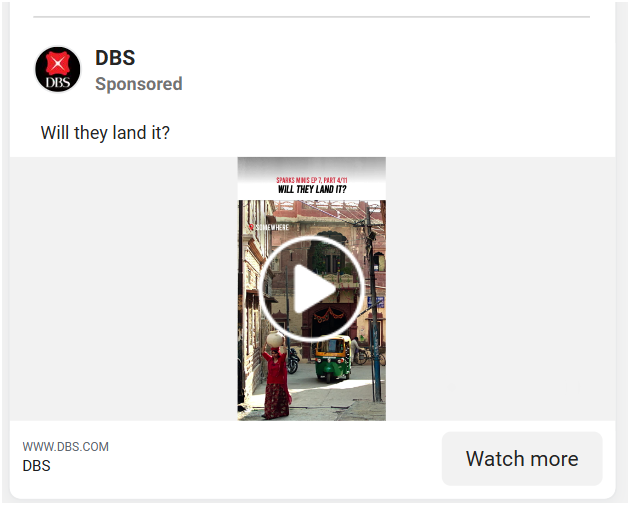 DBS
DBS
Sponsored
Will they land it?
SPARKS MINIS EP 7, PART 4/11
WILL THEY LAND IT?
SOMEWHERE
WWW.DBS.COM
DBS
Watch more